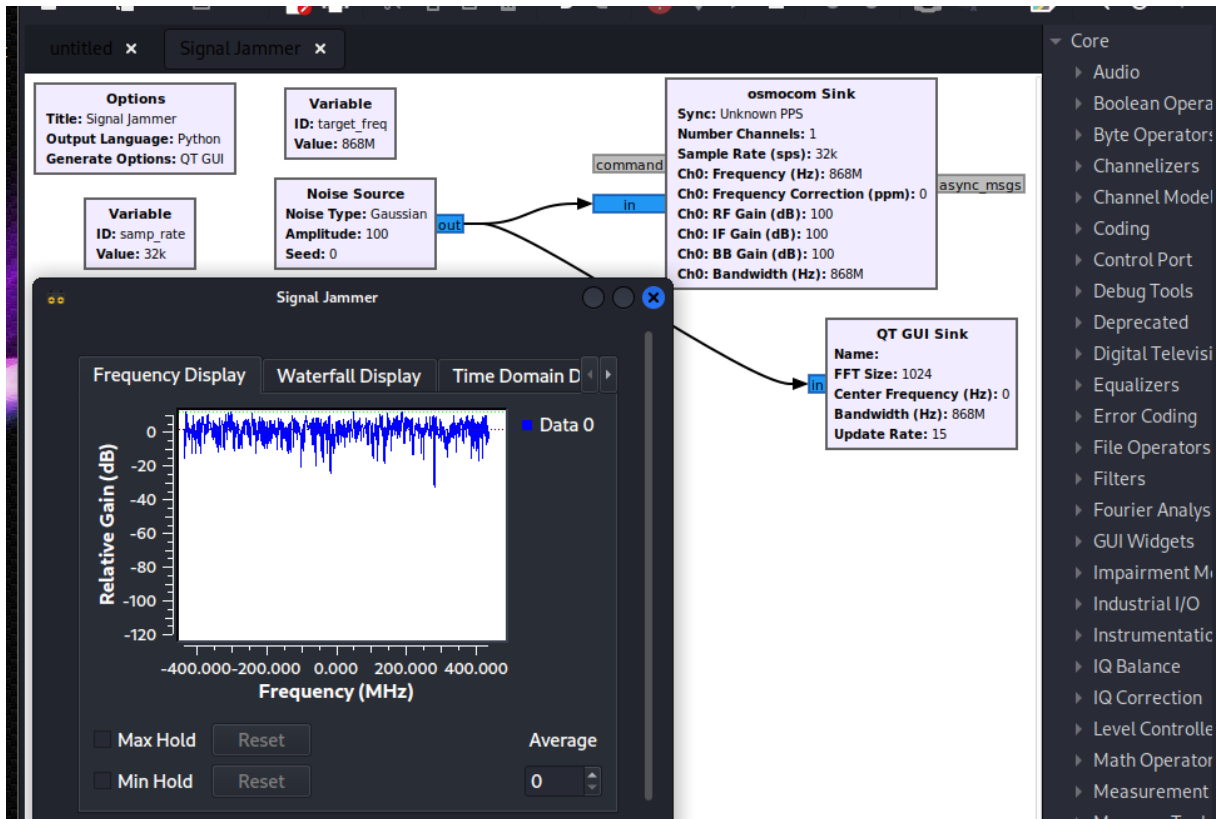 untitled
Signal Jammer
Options
Title: Signal Jammer
Output Language: Python
Generate Options: QT GUI
Variable
ID: target_freq
Value: 868M
Variable
ID: samp_rate
Value: 32k
Noise Source
Noise Type: Gaussian
Amplitude: 100
Seed: 0
out
command
in
osmocom Sink
Sync: Unknown PPS
Number Channels: 1
Sample Rate (sps): 32k
Ch0: Frequency (Hz): 868M
Ch0: Frequency Correction (ppm): 0
Ch0: RF Gain (dB): 100
Ch0: IF Gain (dB): 100
Ch0: BB Gain (dB): 100
Ch0: Bandwidth (Hz): 868M
async_msgs
in
QT GUI Sink
Name:
FFT Size: 1024
Center Frequency (Hz): 0
Bandwidth (Hz): 868M
Update Rate: 15
Signal Jammer
Frequency Display
Waterfall Display
Time Domain D
Data 0
Relative Gain (dB)
0
-20
-40
-60
-80
-100
-120
-400.000 -200.000 0.000 200.000 400.000
Frequency (MHz)
Max Hold Reset
Average
Min Hold Reset
0
Core
Audio
Boolean Opera
Byte Operators
Channelizers
Channel Model
Coding
Control Port
Debug Tools
Deprecated
Digital Televisi
Equalizers
Error Coding
File Operators
Filters
Fourier Analys
GUI Widgets
Impairment M
Industrial I/O
Instrumentatio
IQ Balance
IQ Correction
Level Controlle
Math Operator
Measurement